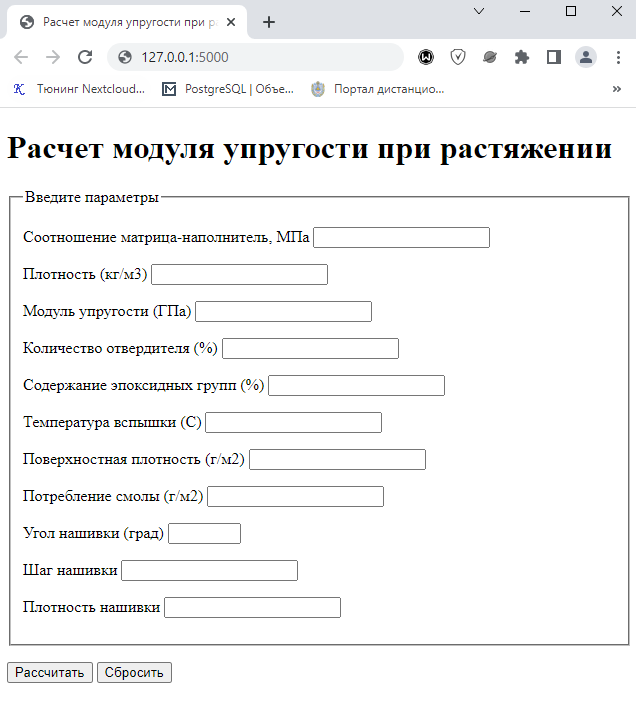 Расчет модуля упругости при ра
127.0.0.1:5000
Тюнинг Nextcloud... PostgreSQL | Объе... Портал дистанцио... »
Расчет модуля упругости при растяжении
Введите параметры
Соотношение матрица-наполнитель, МПа
Плотность (кг/м3)
Модуль упругости (ГПа)
Количество отвердителя (%)
Содержание эпоксидных групп (%)
Температура вспышки (С)
Поверхностная плотность (г/м2)
Потребление смолы (г/м2)
Угол нашивки (град)
Шаг нашивки
Плотность нашивки
Рассчитать Сбросить